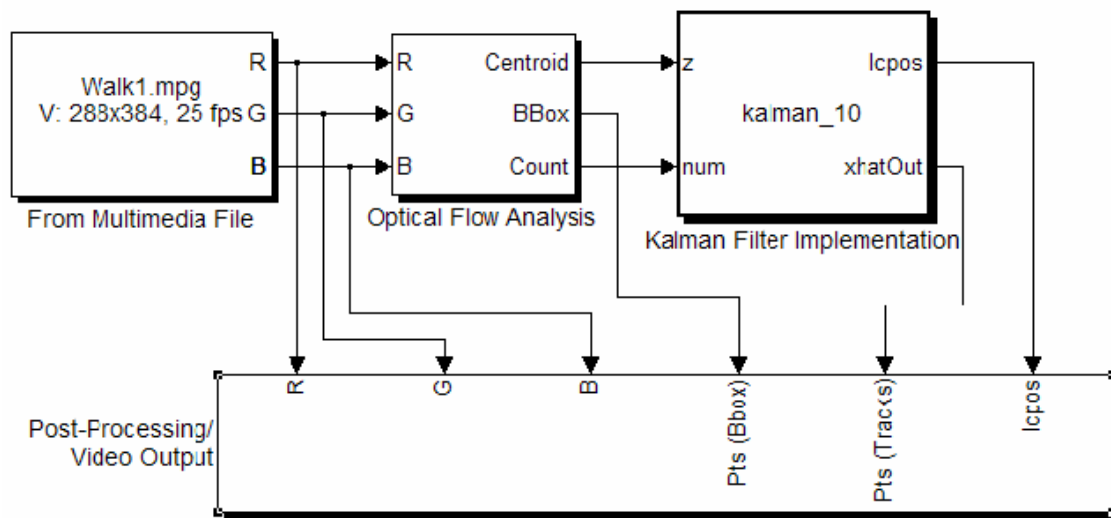 Walk1.mpg
V: 288x384, 25 fps
R
G
B
From Multimedia File
R
G
B
Centroid
BBox
Count
Optical Flow Analysis
z
num
kalman_10
lcpos
xhatOut
Kalman Filter Implementation
Post-Processing/
Video Output
R
G
B
Pts (Bbox)
Pts (Tracks)
lcpos